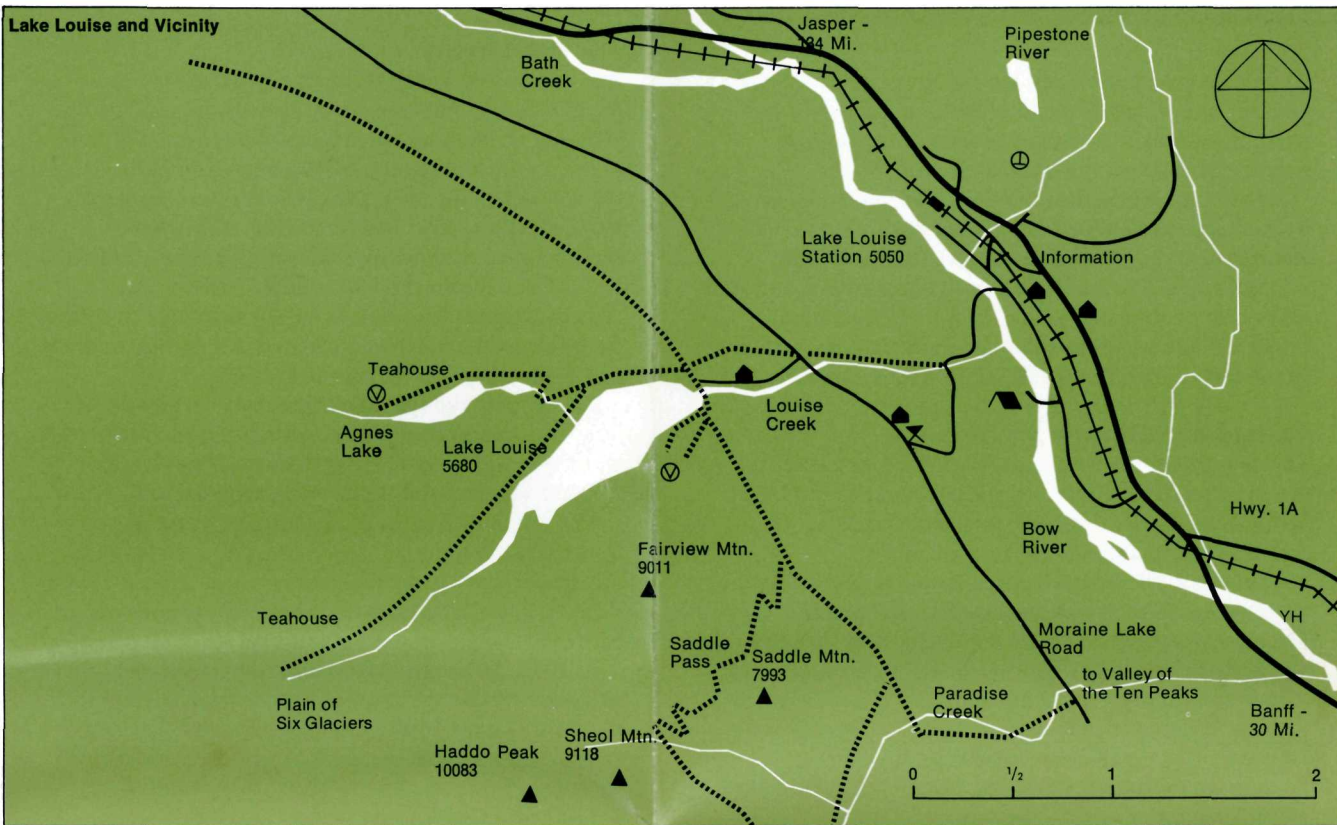 Lake Louise and Vicinity
Jasper -
134 Mi.
Pipestone
River
Bath
Creek
Lake Louise
Station 5050
Information
Teahouse
Agnes
Lake
Lake Louise
5680
Louise
Creek
Hwy. 1A
Bow
River
Fairview Mtn.
9011
Teahouse
YH
Saddle
Pass
Saddle Mtn.
7993
Moraine Lake
Road
to Valley of
the Ten Peaks
Paradise
Creek
Plain of
Six Glaciers
Banff -
30 Mi.
Sheol Mtn.
9118
Haddo Peak
10083
0 1/2 1 2